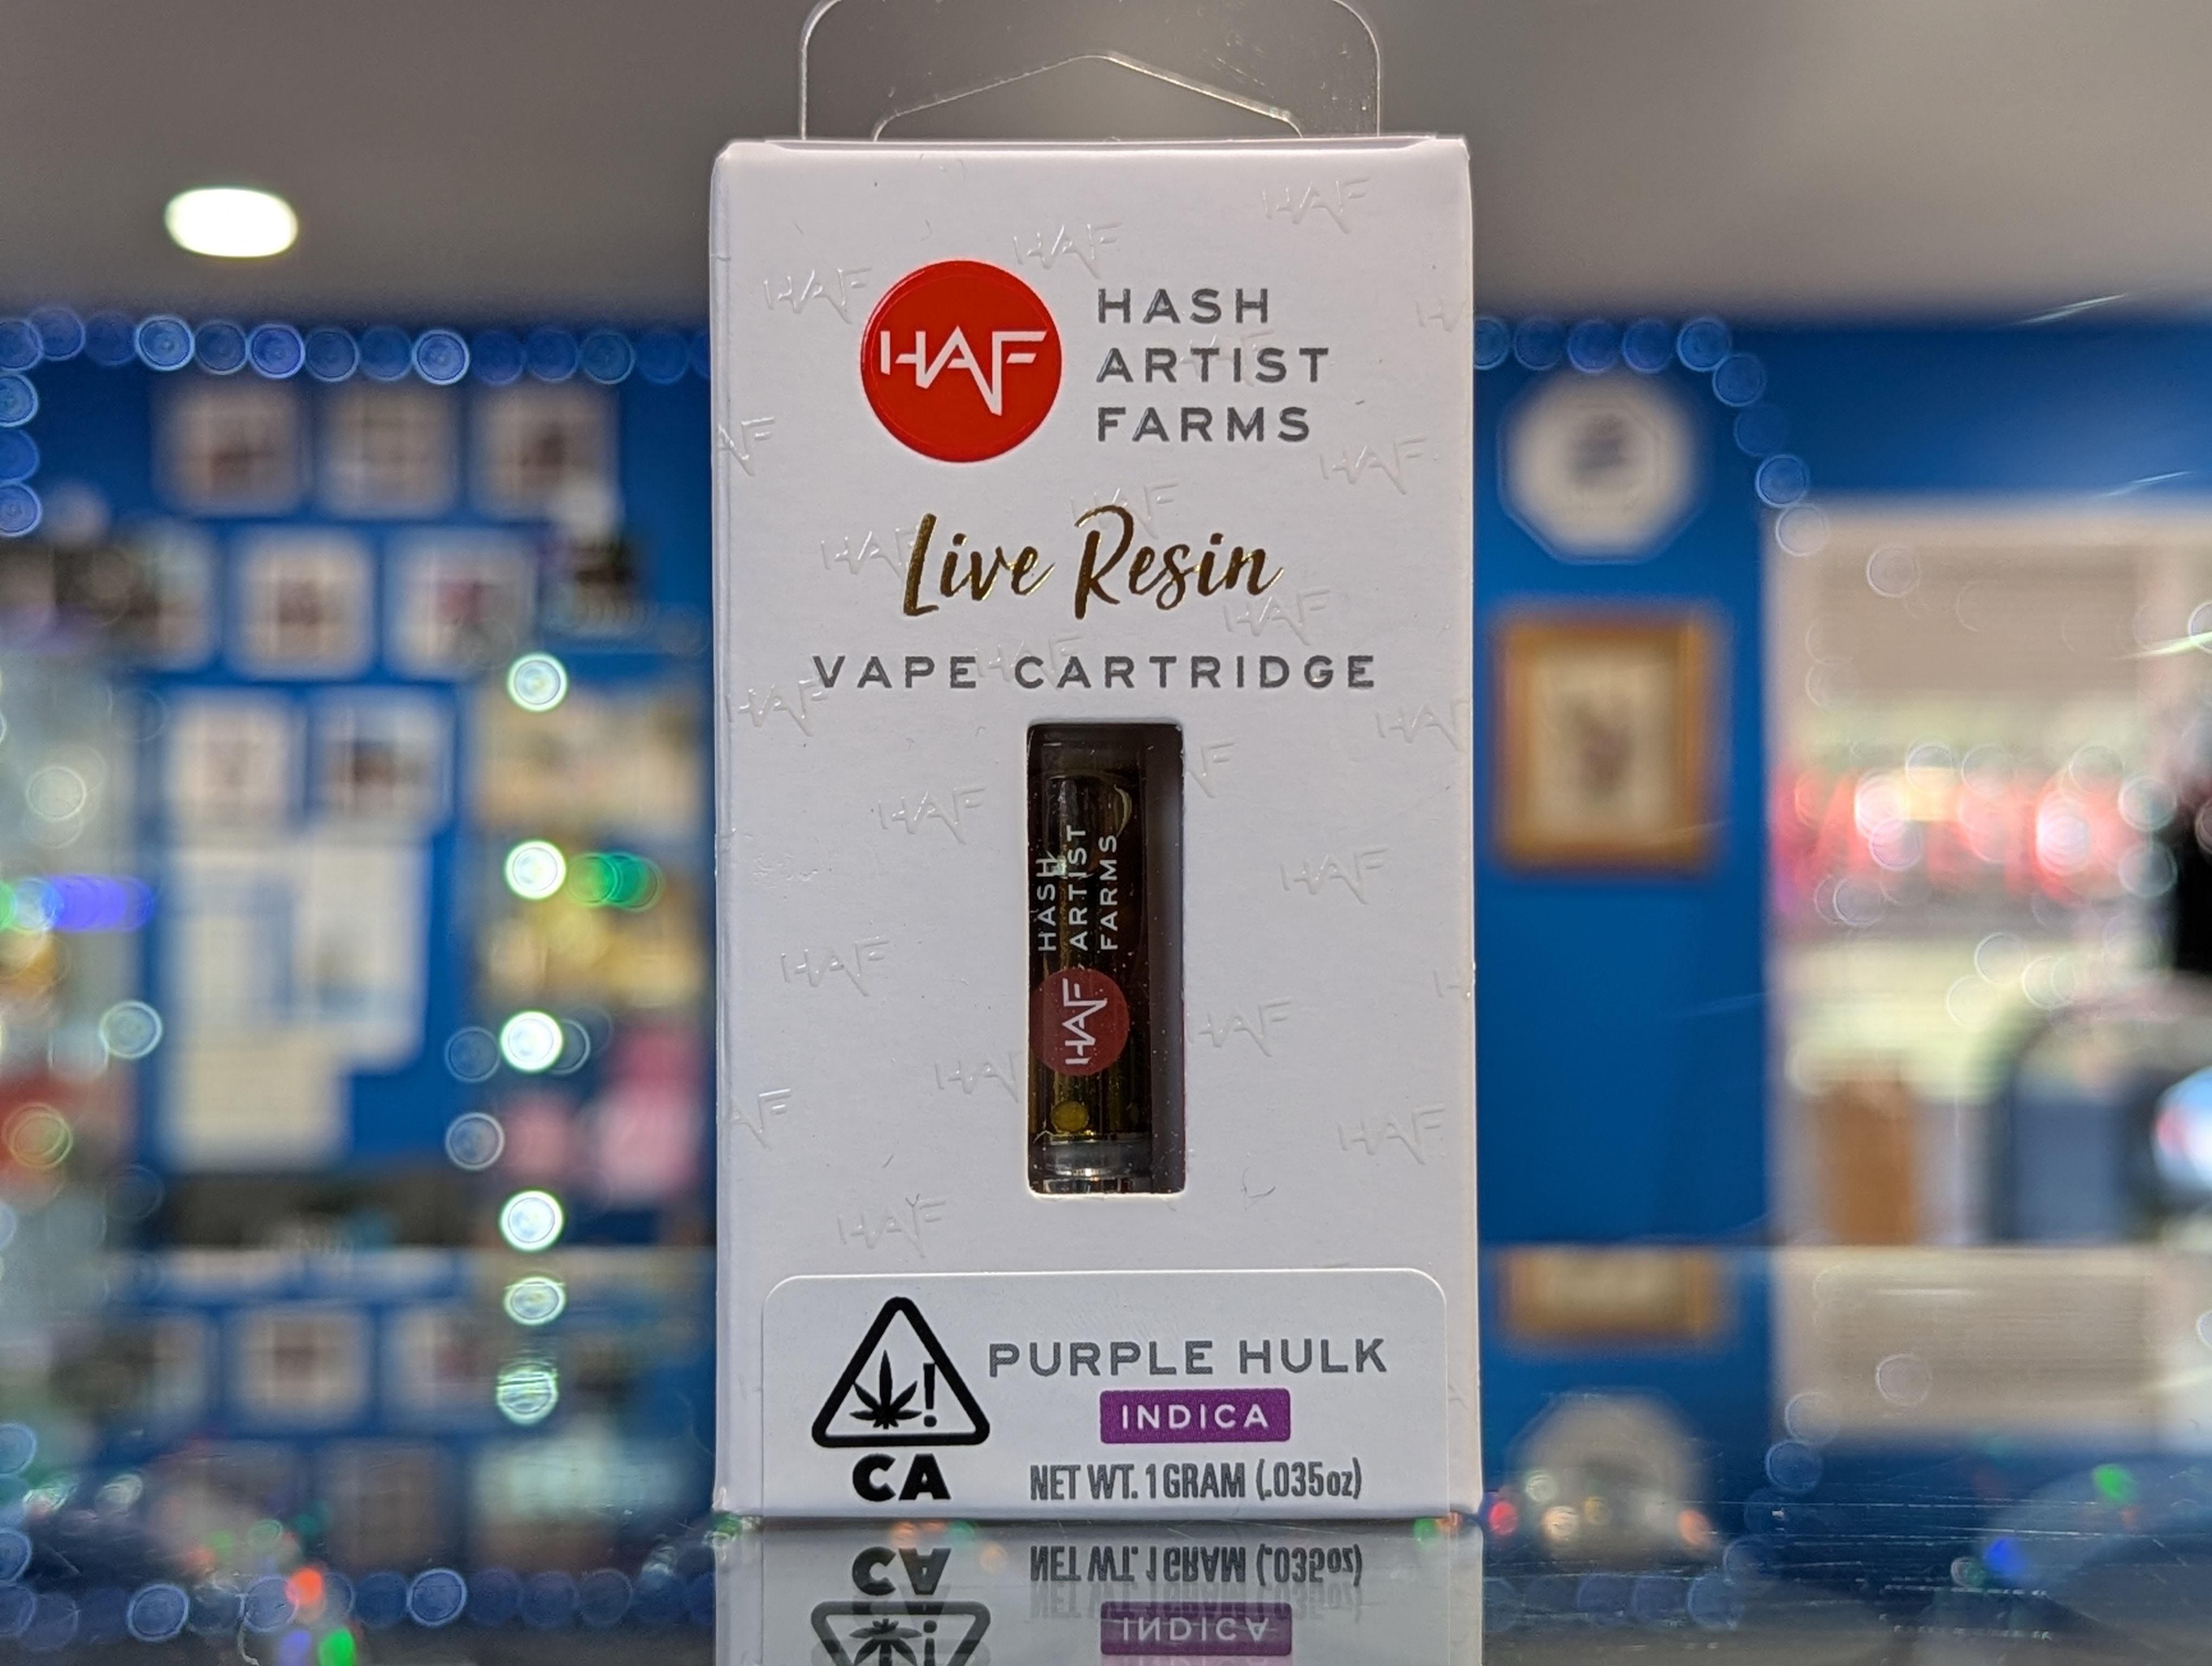 HAF
HASH
ARTIST
FARMS
Live Resin
VAPE CARTRIDGE
HASH
ARTIST
FARMS
HAF
PURPLE HULK
INDICA
CA
NET WT. 1 GRAM (.035oz)